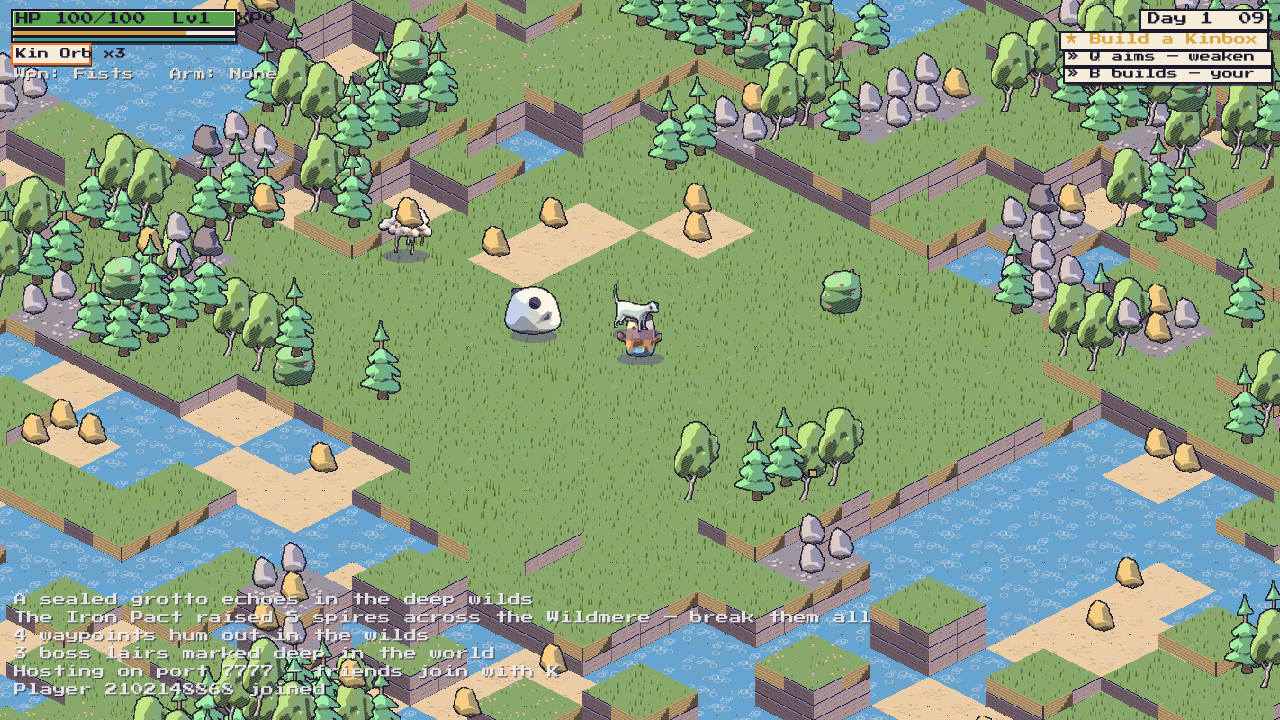 HP 100/100 Lv1 XP0
Kin Orb x3
Wpn: Fists Arm: None
Day 1 09
★ Build a Kinbox
» Q aims — weaken
» B builds — your
A sealed grotto echoes in the deep wilds
The Iron Pact raised 5 spires across the Wildmere — break them all
4 waypoints hum out in the wilds
3 boss lairs marked deep in the world
Hosting on port 7777 friends join with K
Player 2102148868 joined